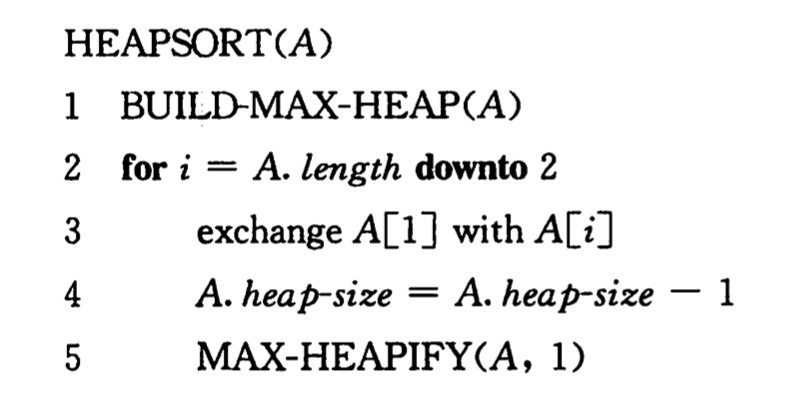 HEAPSORT(A)
1 BUILD-MAX-HEAP(A)
2 for i = A. length downto 2
3 exchange A[1] with A[i]
4 A. heap-size = A. heap-size − 1
5 MAX-HEAPIFY(A, 1)